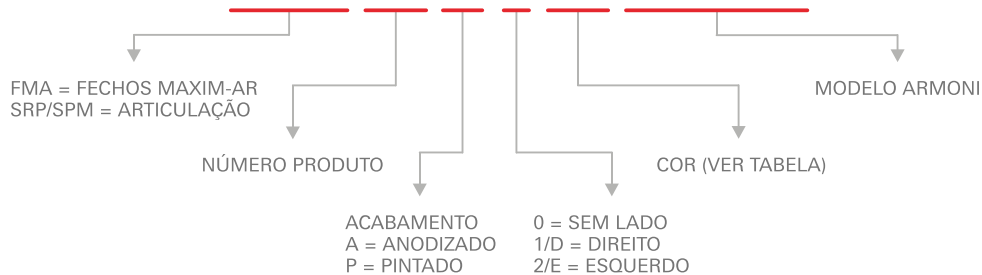 FMA = FECHOS MAXIM-AR
SRP/SPM = ARTICULAÇÃO
MODELO ARMONI
NÚMERO PRODUTO
COR (VER TABELA)
ACABAMENTO
A = ANODIZADO
P = PINTADO
0 = SEM LADO
1/D = DIREITO
2/E = ESQUERDO